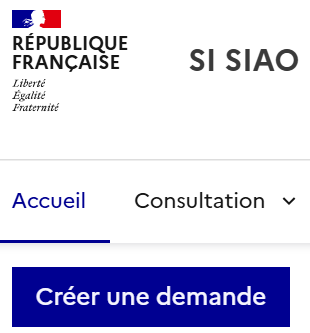 RÉPUBLIQUE
FRANÇAISE
Liberté
Égalité
Fraternité
SI SIAO
Accueil
Consultation
Créer une demande